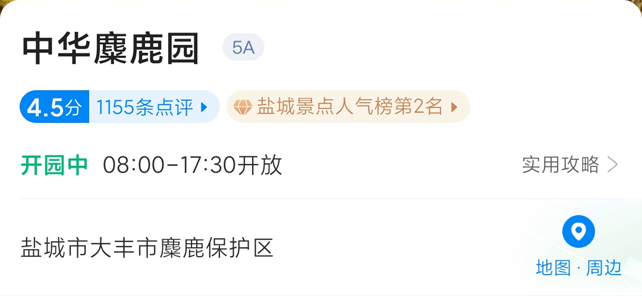 中华麋鹿园 5A
4.5分 1155条点评 盐城景点人气榜第2名
开园中 08:00-17:30开放 实用攻略
盐城市大丰市麋鹿保护区
地图·周边